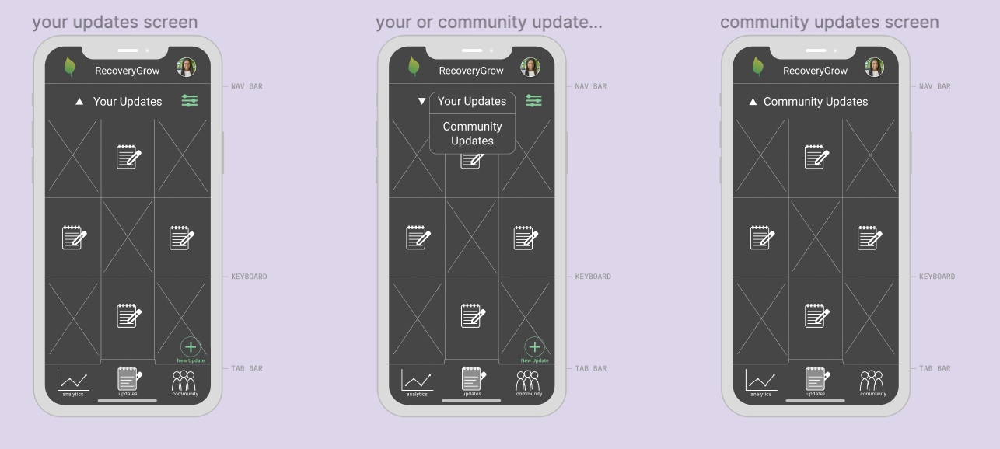 your updates screen
RecoveryGrow
NAV BAR
Your Updates
KEYBOARD
New Update
TAB BAR
analytics
updates
community
your or community update...
RecoveryGrow
NAV BAR
Your Updates
Community
Updates
KEYBOARD
New Update
TAB BAR
analytics
updates
community
community updates screen
RecoveryGrow
NAV BAR
Community Updates
KEYBOARD
TAB BAR
analytics
updates
community